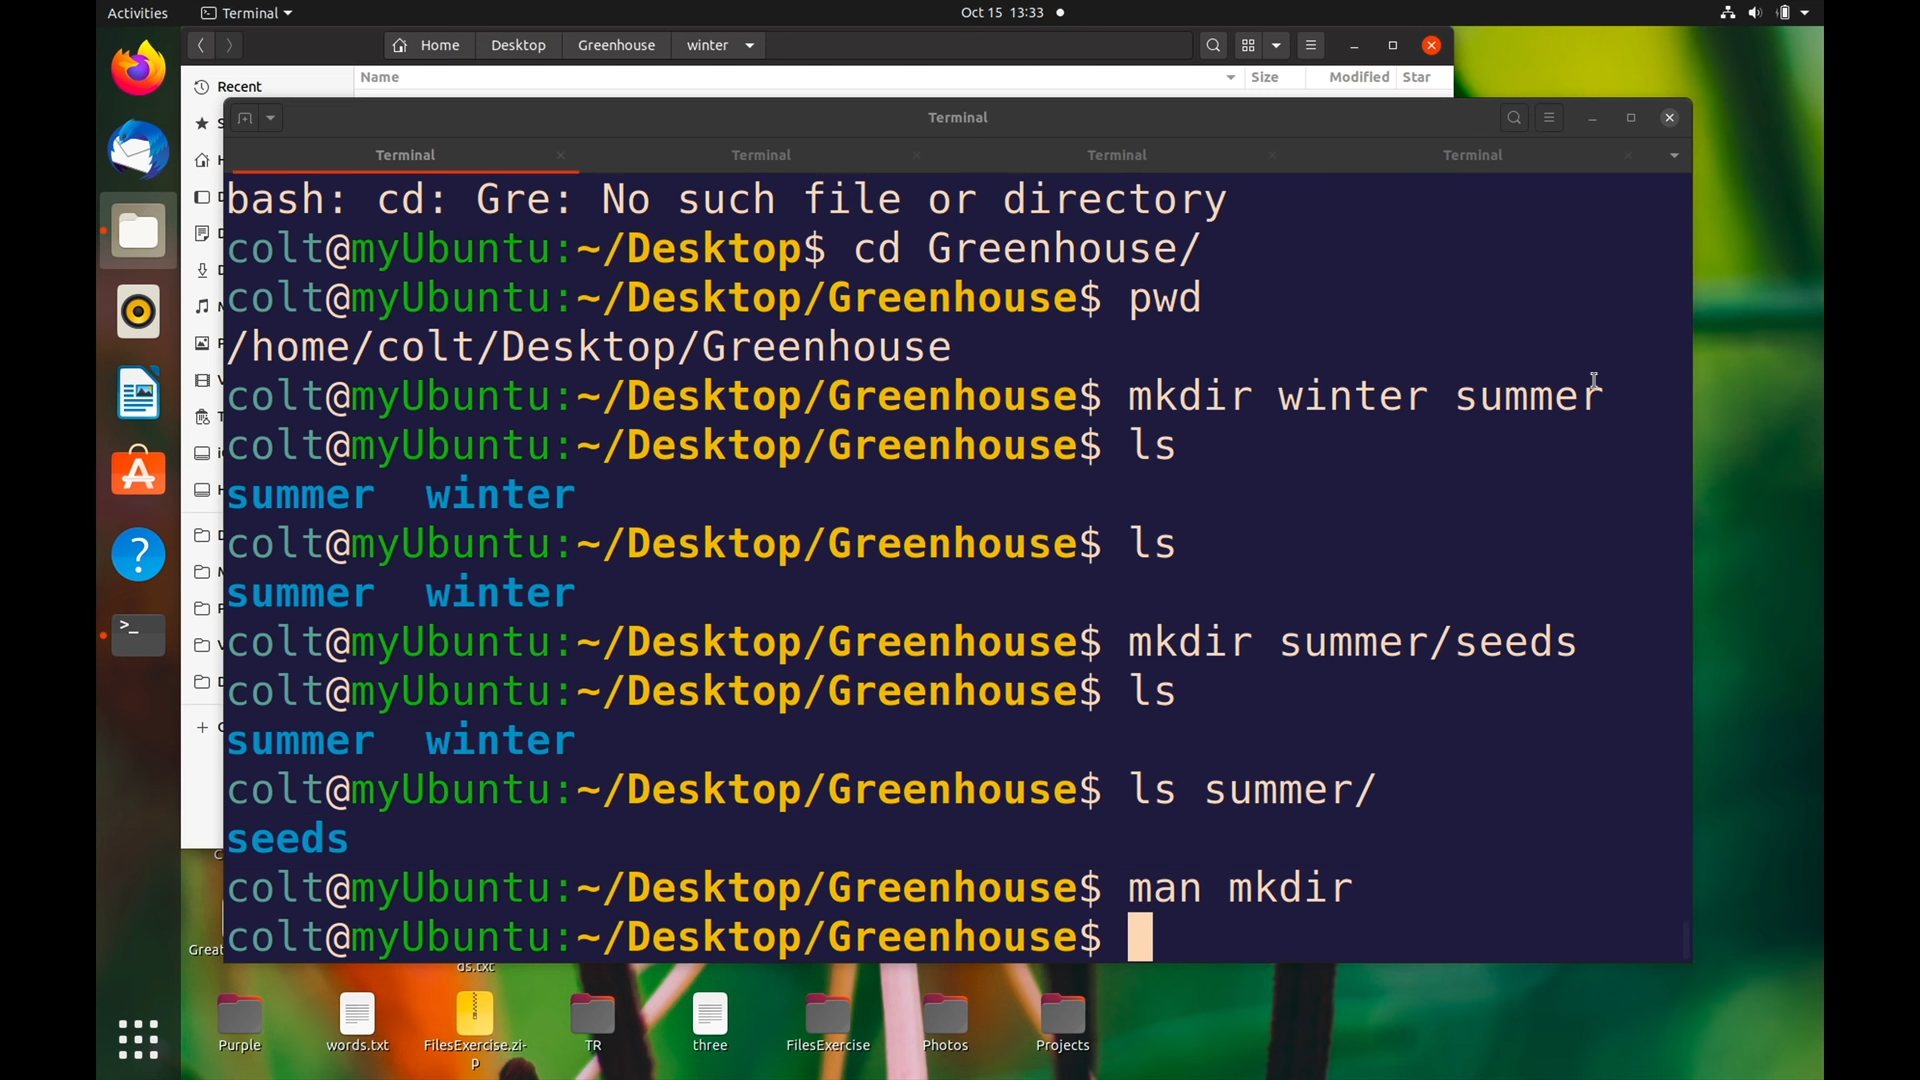 Activities
Terminal
Oct 15 13:33
Home
Desktop
Greenhouse
winter
Name
Size
Modified
Star
Recent
Terminal
Terminal
Terminal
Terminal
Terminal
bash: cd: Gre: No such file or directory
colt@myUbuntu:~/Desktop$ cd Greenhouse/
colt@myUbuntu:~/Desktop/Greenhouse$ pwd
/home/colt/Desktop/Greenhouse
colt@myUbuntu:~/Desktop/Greenhouse$ mkdir winter summer
colt@myUbuntu:~/Desktop/Greenhouse$ ls
summer  winter
colt@myUbuntu:~/Desktop/Greenhouse$ ls
summer  winter
colt@myUbuntu:~/Desktop/Greenhouse$ mkdir summer/seeds
colt@myUbuntu:~/Desktop/Greenhouse$ ls
summer  winter
colt@myUbuntu:~/Desktop/Greenhouse$ ls summer/
seeds
colt@myUbuntu:~/Desktop/Greenhouse$ man mkdir
colt@myUbuntu:~/Desktop/Greenhouse$
Great
ds.txt
Purple
words.txt
FilesExercise.zi-
p
TR
three
FilesExercise
Photos
Projects